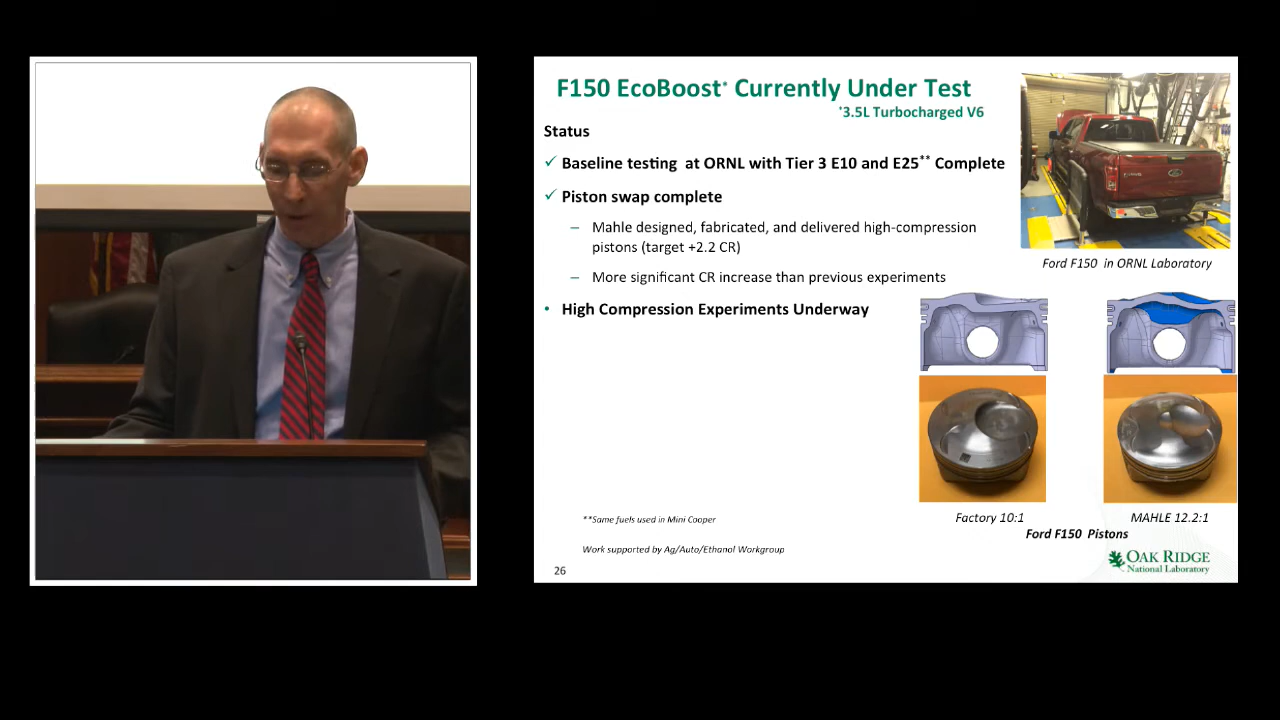 F150 EcoBoost* Currently Under Test
*3.5L Turbocharged V6
Status
✓ Baseline testing at ORNL with Tier 3 E10 and E25** Complete
✓ Piston swap complete
– Mahle designed, fabricated, and delivered high-compression
pistons (target +2.2 CR)
– More significant CR increase than previous experiments
• High Compression Experiments Underway
Ford F150 in ORNL Laboratory
Factory 10:1
MAHLE 12.2:1
Ford F150 Pistons
**Same fuels used in Mini Cooper
Work supported by Ag/Auto/Ethanol Workgroup
26
OAK RIDGE
National Laboratory